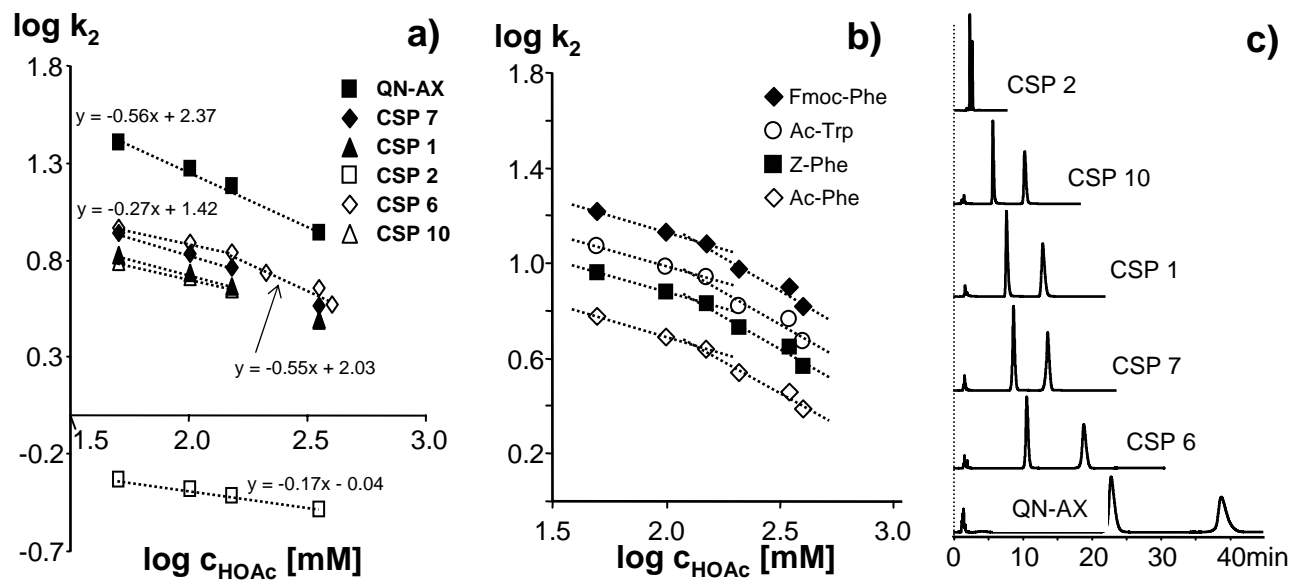 log k2
a)
1.8
1.3
0.8
0.3
-0.2
-0.7
1.5
2.0
2.5
3.0
QN-AX
CSP 7
CSP 1
CSP 2
CSP 6
CSP 10
y = -0.56x + 2.37
y = -0.27x + 1.42
y = -0.55x + 2.03
y = -0.17x - 0.04
log cHOAc [mM]
log k2
b)
1.8
1.4
1.0
0.6
0.2
1.5
2.0
2.5
3.0
Fmoc-Phe
Ac-Trp
Z-Phe
Ac-Phe
log cHOAc [mM]
c)
CSP 2
CSP 10
CSP 1
CSP 7
CSP 6
QN-AX
0 10 20 30 40min